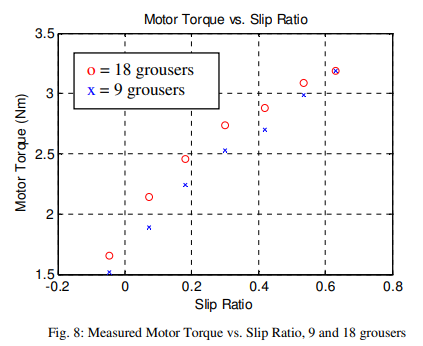 Motor Torque vs. Slip Ratio
3.5
o = 18 grousers
x = 9 grousers
3
2.5
2
1.5
Motor Torque (Nm)
-0.2 0 0.2 0.4 0.6 0.8
Slip Ratio
Fig. 8: Measured Motor Torque vs. Slip Ratio, 9 and 18 grousers